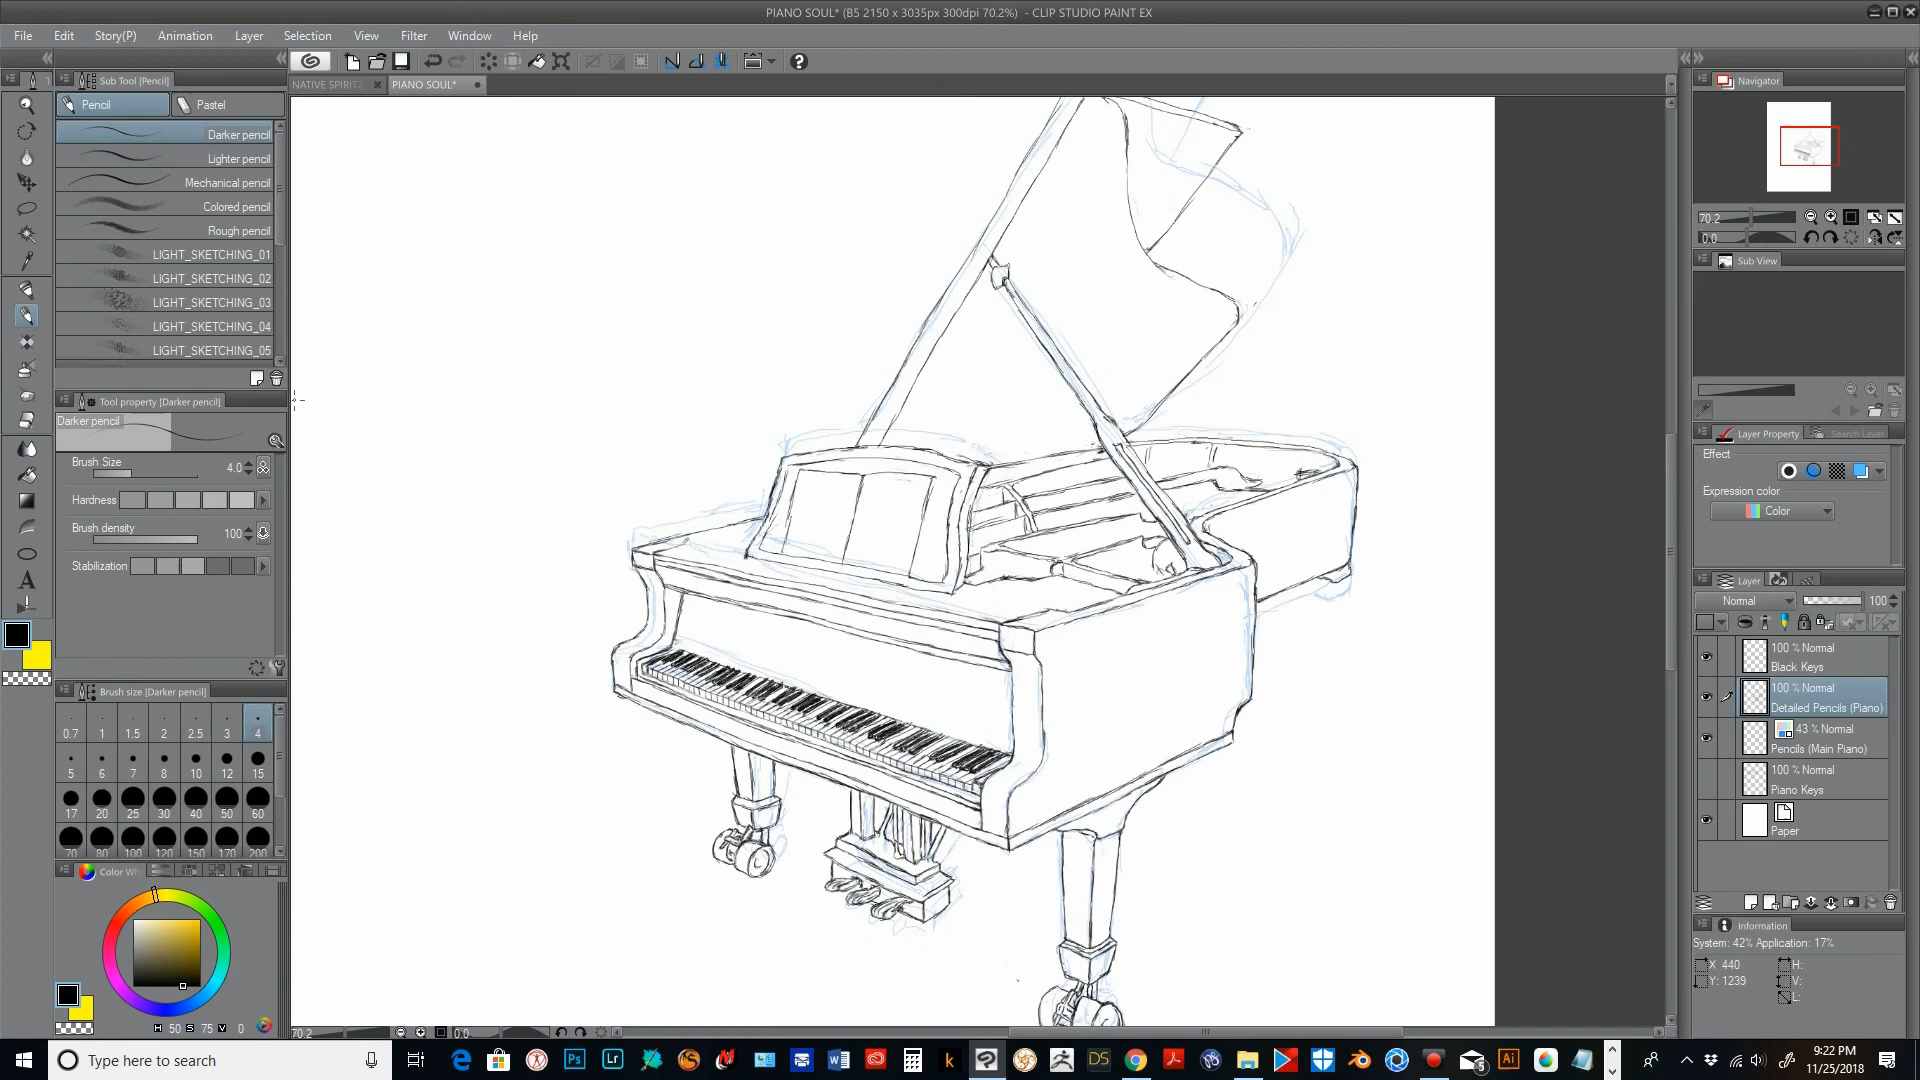 PIANO SOUL* (B5 2150 x 3035px 300dpi 70.2%) - CLIP STUDIO PAINT EX
File Edit Story(P) Animation Layer Selection Filter View Window Help
Sub Tool [Pencil]
Pencil Pastel
Darker pencil
Lighter pencil
Mechanical pencil
Colored pencil
Rough pencil
LIGHT_SKETCHING_01
LIGHT_SKETCHING_02
LIGHT_SKETCHING_03
LIGHT_SKETCHING_04
LIGHT_SKETCHING_05
Tool property [Darker pencil]
Darker pencil
Brush Size 4.0
Hardness
Brush density 100
Stabilization
Brush size [Darker pencil]
0.7 1 1.5 2 2.5 3 4
5 6 7 8 10 12 15
17 20 25 30 40 50 60
70 80 100 120 150 170 200
Color Wh
H 50 S 75 V 0
NATIVE SPIRIT2 PIANO SOUL*
70.2 0.0
Navigator
70.2
0.0
Sub View
Layer Property Search Layer
Effect
Expression color
Color
Layer
Normal 100
100 % Normal
Black Keys
100 % Normal
Detailed Pencils (Piano)
43 % Normal
Pencils (Main Piano)
100 % Normal
Piano Keys
Paper
Information
System: 42% Application: 17%
X 440 H:
Y: 1239 V:
L:
Type here to search
9:22 PM
11/25/2018